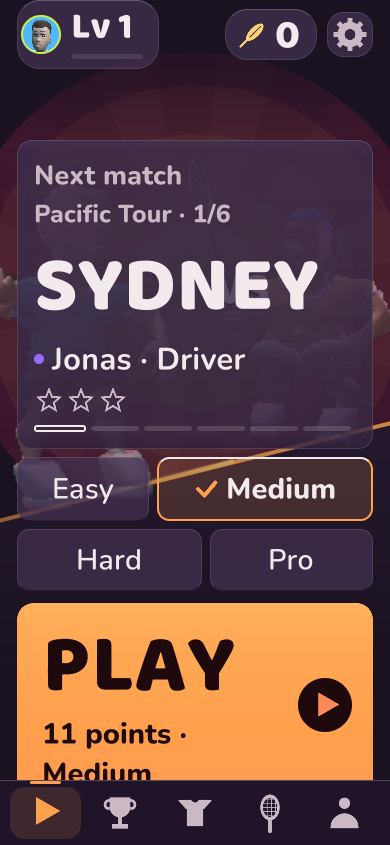 Lv 1
0
Next match
Pacific Tour · 1/6
SYDNEY
Jonas · Driver
Easy
Medium
Hard
Pro
PLAY
11 points ·
Medium